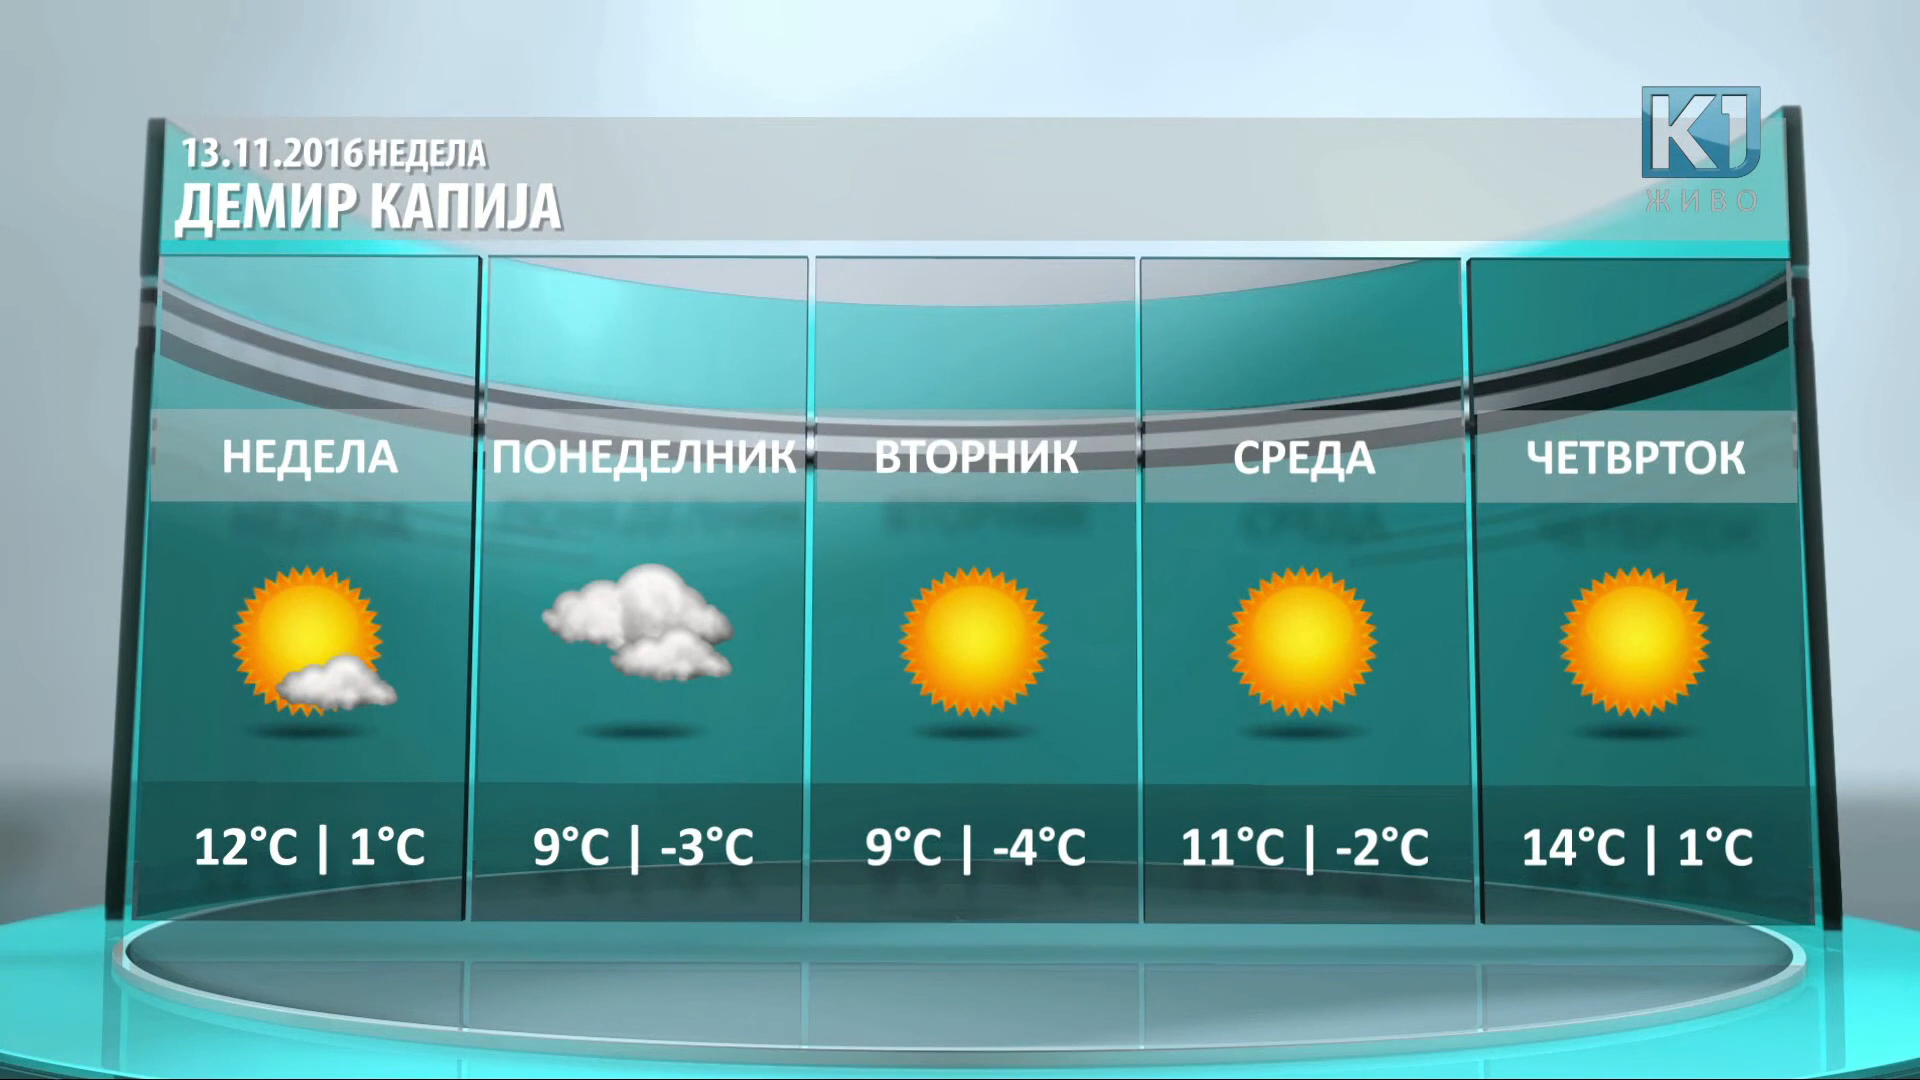 13.11.2016 НЕДЕЛА
ДЕМИР КАПИЈА
К1
ЖИВО
НЕДЕЛА
ПОНЕДЕЛНИК
ВТОРНИК
СРЕДА
ЧЕТВРТОК
12°C | 1°C
9°C | -3°C
9°C | -4°C
11°C | -2°C
14°C | 1°C